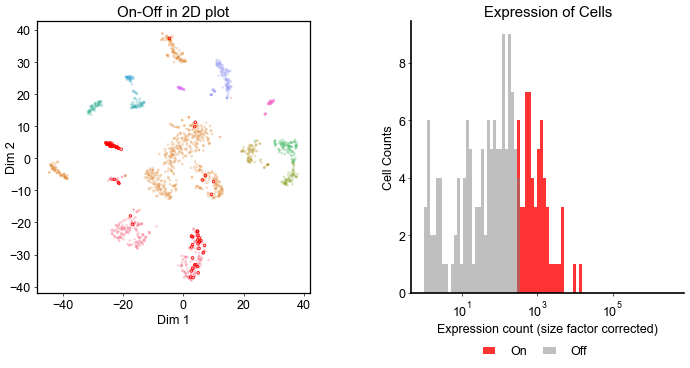 On-Off in 2D plot
40
30
20
10
0
−10
−20
−30
−40
Dim 2
−40
−20
0
20
40
Dim 1
Expression of Cells
8
6
4
2
0
Cell Counts
10¹
10³
10⁵
Expression count (size factor corrected)
On
Off